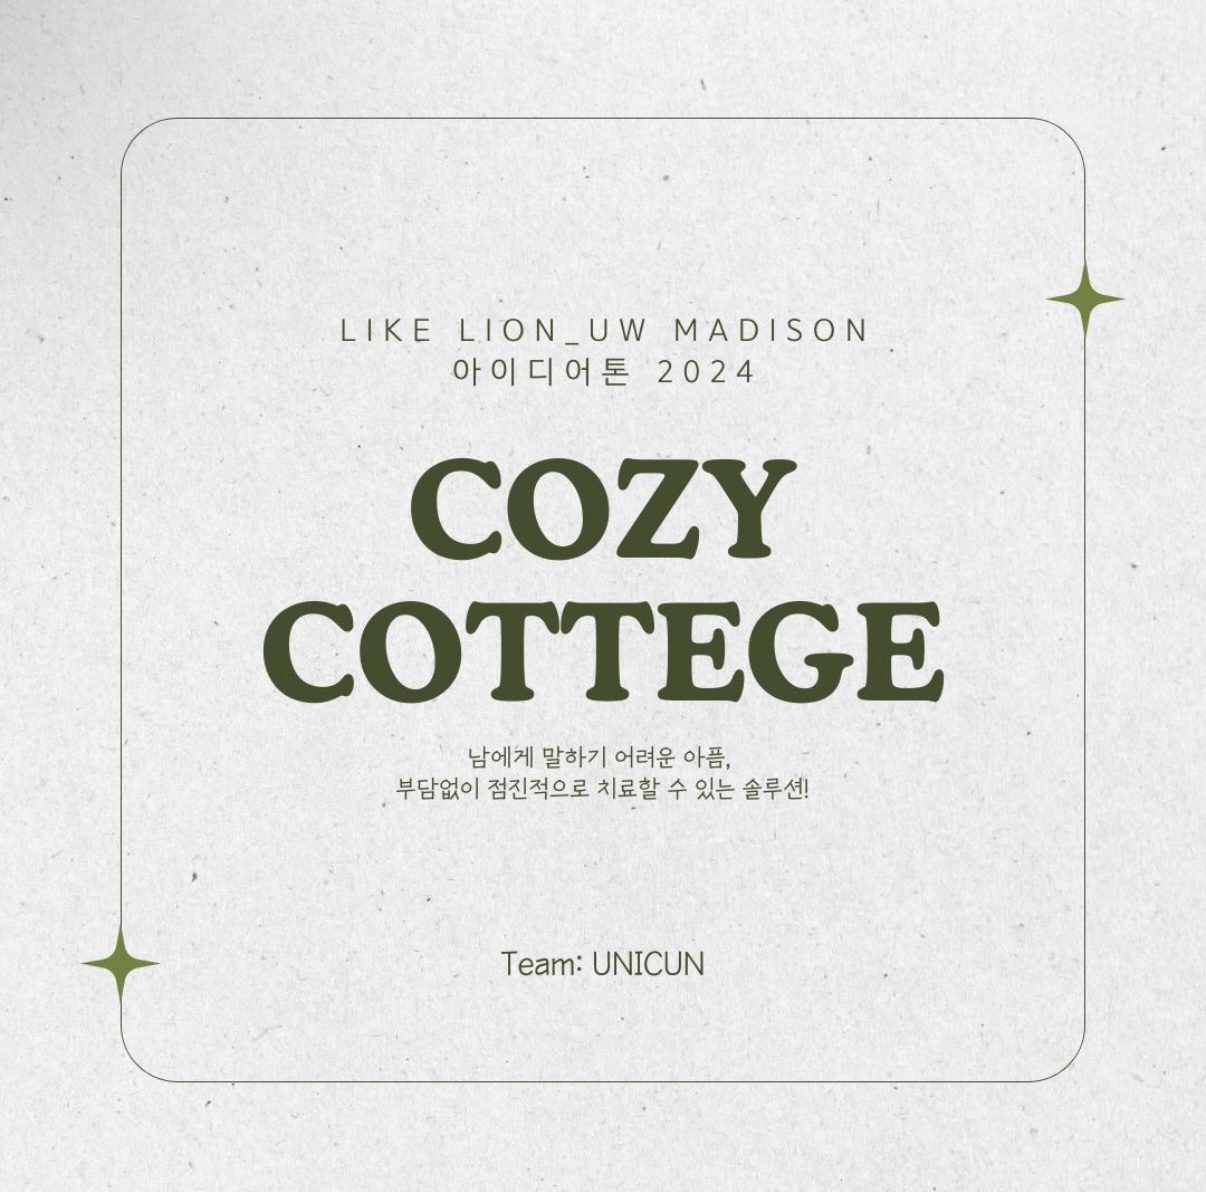 LIKE LION_UW MADISON
아이디어톤 2024
COZY
COTTEGE
남에게 말하기 어려운 아픔,
부담없이 점진적으로 치료할 수 있는 솔루션!
Team: UNICUN